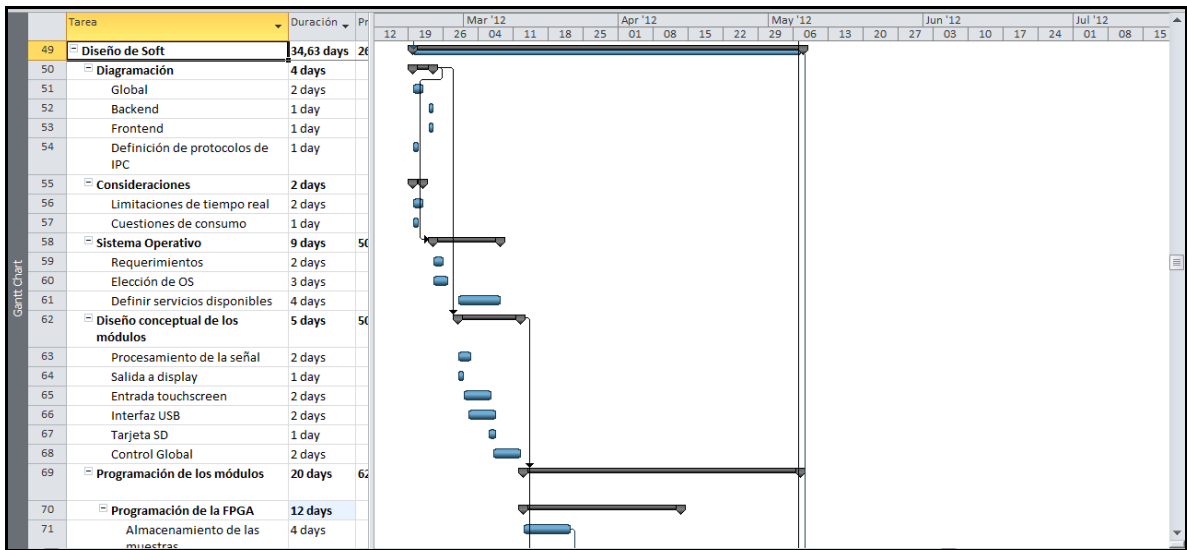 Tarea Duración Pr
Mar '12 Apr '12 May '12 Jun '12 Jul '12
12 19 26 04 11 18 25 01 08 15 22 29 06 13 20 27 03 10 17 24 01 08 15
49 Diseño de Soft 34,63 days 26
50 Diagramación 4 days
51 Global 2 days
52 Backend 1 day
53 Frontend 1 day
54 Definición de protocolos de 1 day
IPC
55 Consideraciones 2 days
56 Limitaciones de tiempo real 2 days
57 Cuestiones de consumo 1 day
58 Sistema Operativo 9 days 50
59 Requerimientos 2 days
60 Elección de OS 3 days
61 Definir servicios disponibles 4 days
62 Diseño conceptual de los 5 days 50
módulos
63 Procesamiento de la señal 2 days
64 Salida a display 1 day
65 Entrada touchscreen 2 days
66 Interfaz USB 2 days
67 Tarjeta SD 1 day
68 Control Global 2 days
69 Programación de los módulos 20 days 62
70 Programación de la FPGA 12 days
71 Almacenamiento de las 4 days
muestras
Gantt Chart